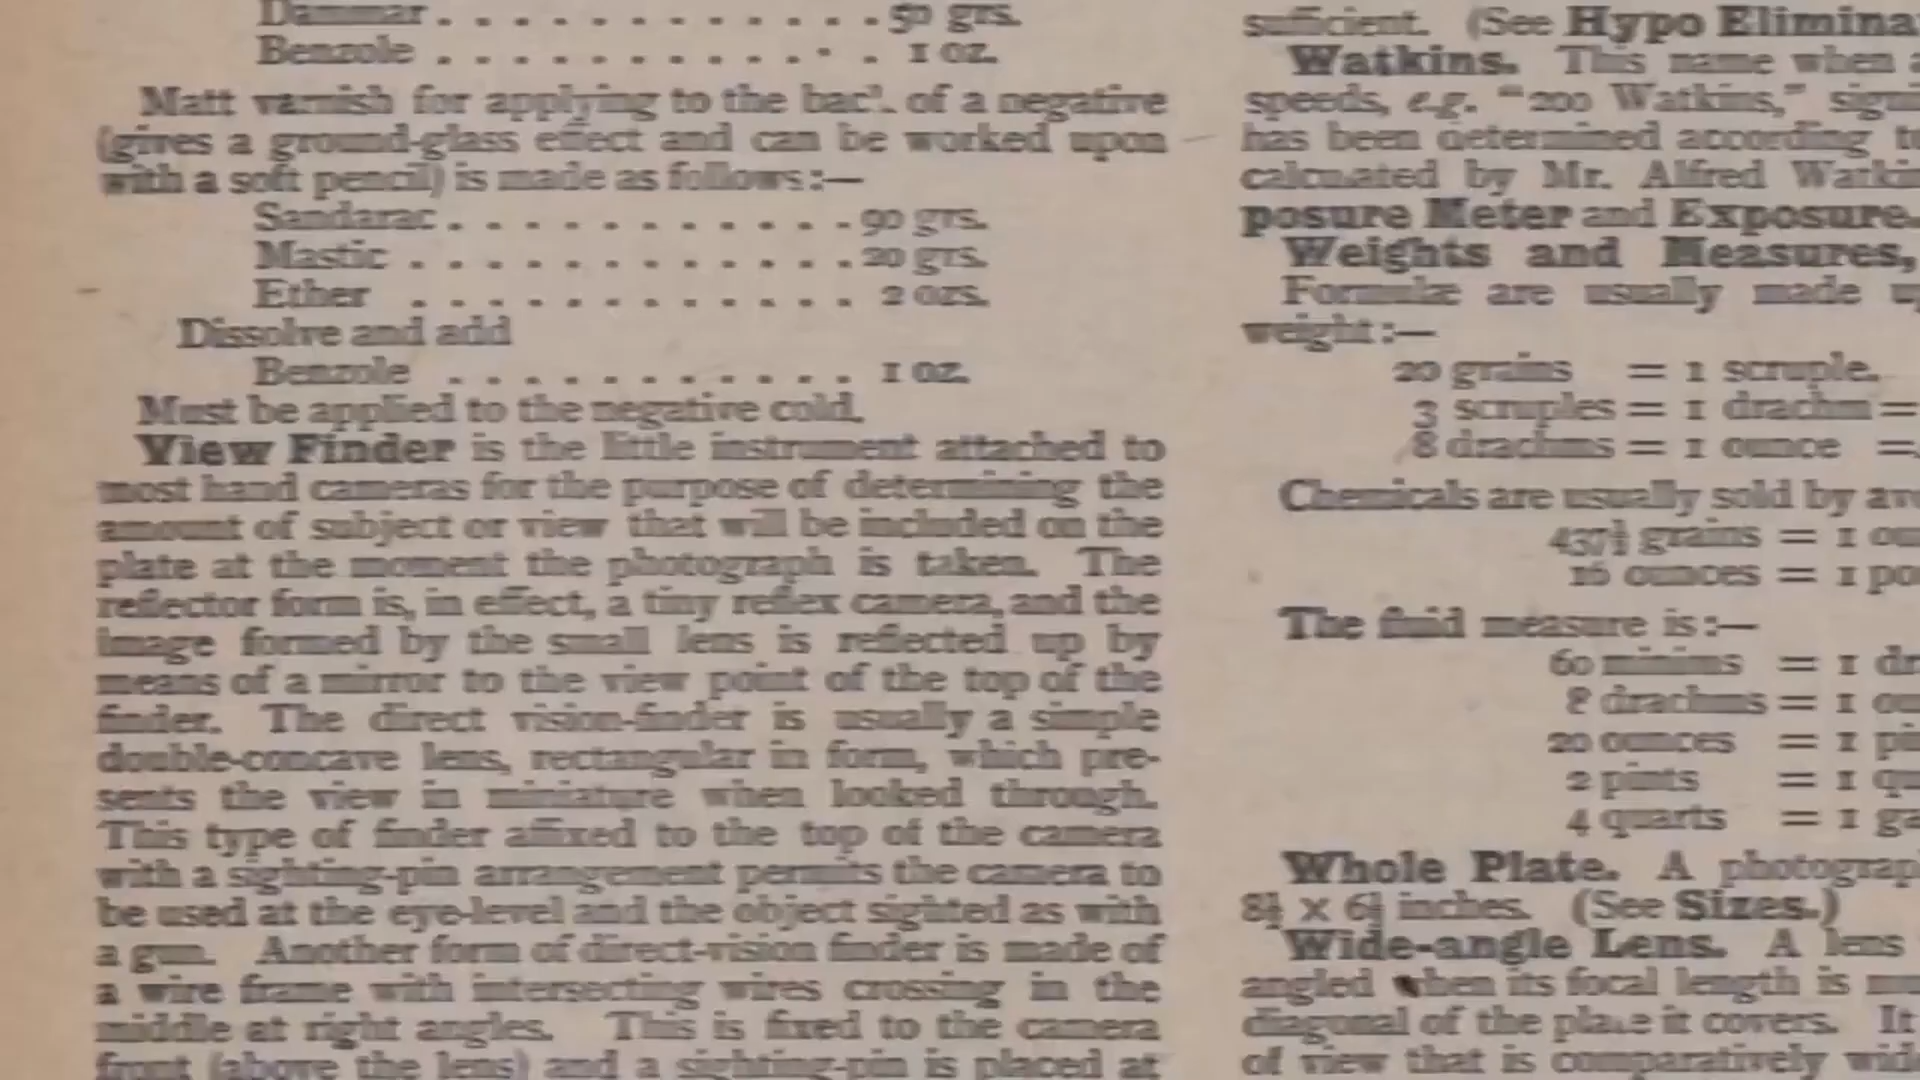 Dammar . . . . . . . . . . . . 50 grs.
Benzole . . . . . . . . . . . . 1 oz.
Matt varnish for applying to the back of a negative
(gives a ground-glass effect and can be worked upon
with a soft pencil) is made as follows:—
Sandarac . . . . . . . . . . . 90 grs.
Mastic . . . . . . . . . . . . 20 grs.
Ether . . . . . . . . . . . . 2 ozs.
Dissolve and add
Benzole . . . . . . . . . . . 1 oz.
Must be applied to the negative cold.
View Finder is the little instrument attached to
most hand cameras for the purpose of determining the
amount of subject or view that will be included on the
plate at the moment the photograph is taken. The
reflector form is, in effect, a tiny reflex camera, and the
image formed by the small lens is reflected up by
means of a mirror to the view point of the top of the
finder. The direct vision-finder is usually a simple
double-concave lens, rectangular in form, which pre-
sents the view in miniature when looked through.
This type of finder affixed to the top of the camera
with a sighting-pin arrangement permits the camera to
be used at the eye-level and the object sighted as with
a gun. Another form of direct-vision finder is made of
a wire frame with intersecting wires crossing in the
middle at right angles. This is fixed to the camera
front (above the lens) and a sighting-pin is placed at
sufficient. (See Hypo Elimina
Watkins. This name when a
speeds, e.g. "200 Watkins," signi
has been determined according to
calculated by Mr. Alfred Watkin
posure Meter and Exposure.
Weights and Measures,
Formulæ are usually made u
weight:—
20 grains = 1 scruple.
3 scruples = 1 drachm =
8 drachms = 1 ounce =
Chemicals are usually sold by av
437½ grains = 1 ou
16 ounces = 1 po
The fluid measure is:—
60 minims = 1 dr
8 drachms = 1 ou
20 ounces = 1 pi
2 pints = 1 qu
4 quarts = 1 ga
Whole Plate. A photograp
8½ × 6½ inches. (See Sizes.)
Wide-angle Lens. A lens
angled when its focal length is
diagonal of the plate it covers. It
of view that is comparatively wid